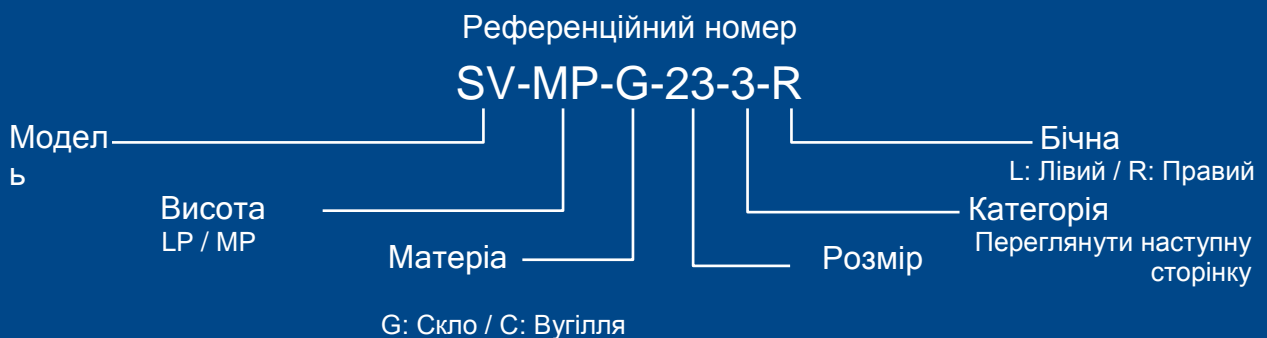 Референційний номер
SV-MP-G-23-3-R
Модел
ь
Бічна
L: Лівий / R: Правий
Висота
LP / MP
Категорія
Переглянути наступну
сторінку
Матеріа
Розмір
G: Скло / C: Вугілля